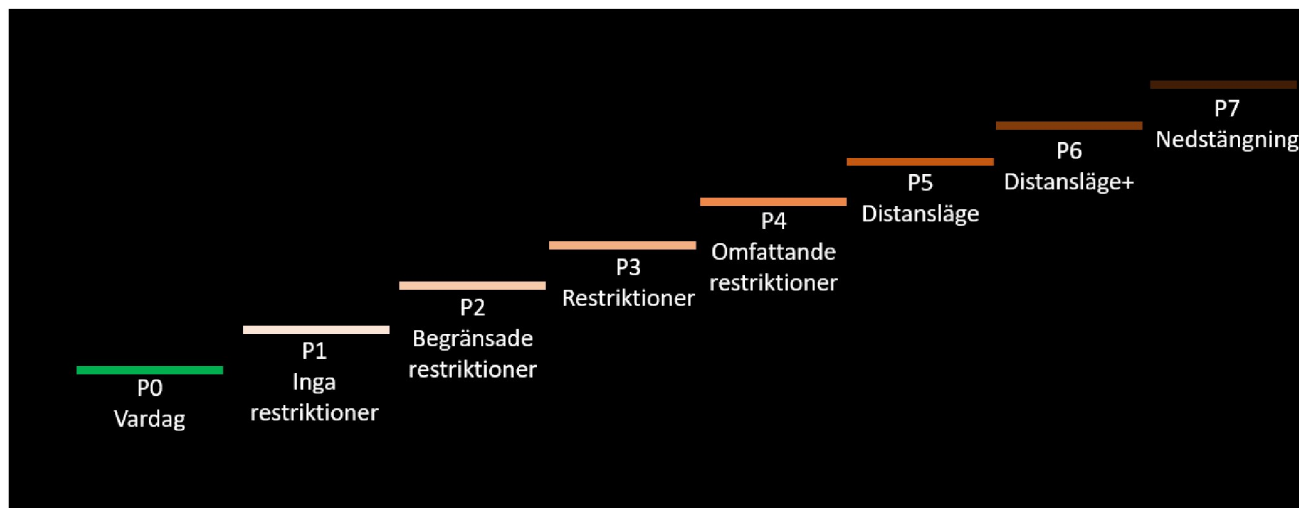 P0
Vardag
P1
Inga
restriktioner
P2
Begränsade
restriktioner
P3
Restriktioner
P4
Omfattande
restriktioner
P5
Distansläge
P6
Distansläge+
P7
Nedstängning